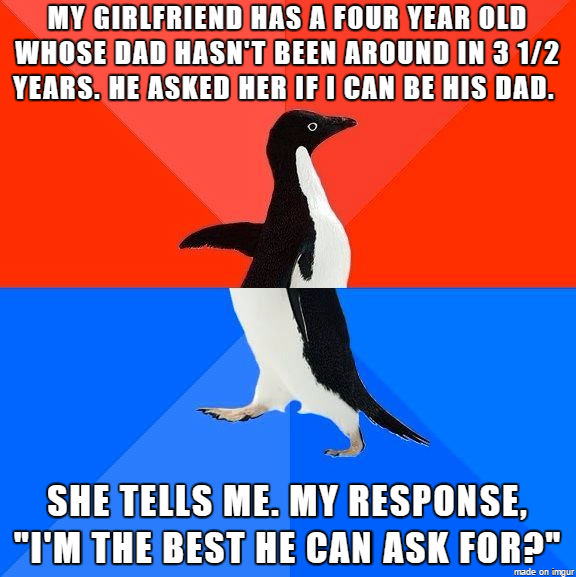 MY GIRLFRIEND HAS A FOUR YEAR OLD
WHOSE DAD HASN'T BEEN AROUND IN 3 1/2
YEARS. HE ASKED HER IF I CAN BE HIS DAD.
SHE TELLS ME. MY RESPONSE,
"I'M THE BEST HE CAN ASK FOR?"
made on imgur